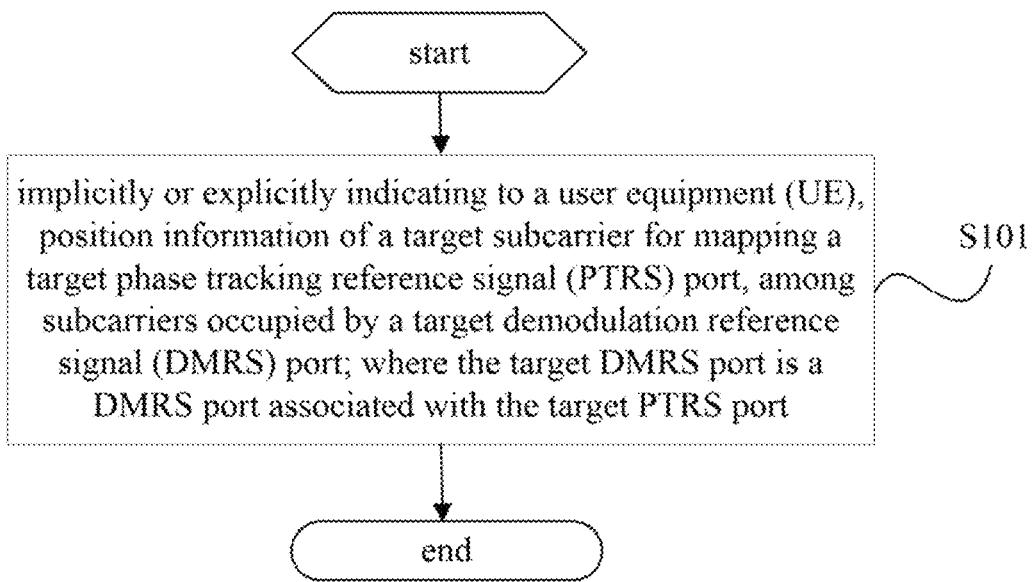 start
implicitly or explicitly indicating to a user equipment (UE),
position information of a target subcarrier for mapping a
target phase tracking reference signal (PTRS) port, among
subcarriers occupied by a target demodulation reference
signal (DMRS) port; where the target DMRS port is a
DMRS port associated with the target PTRS port
S101
end